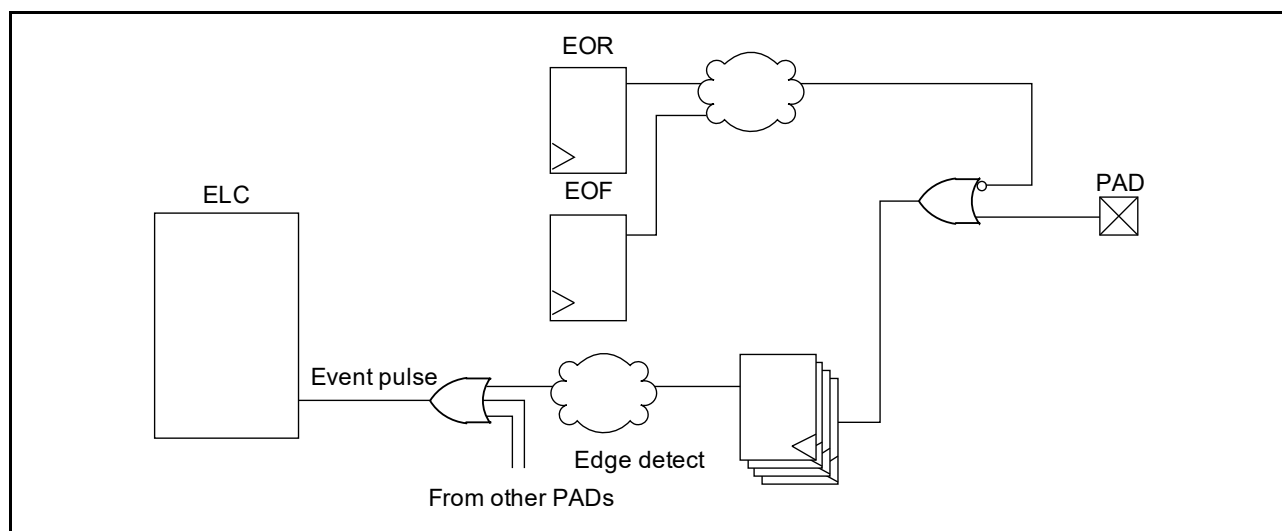 EOR
PAD
ELC
EOF
Event pulse
Edge detect
From other PADs